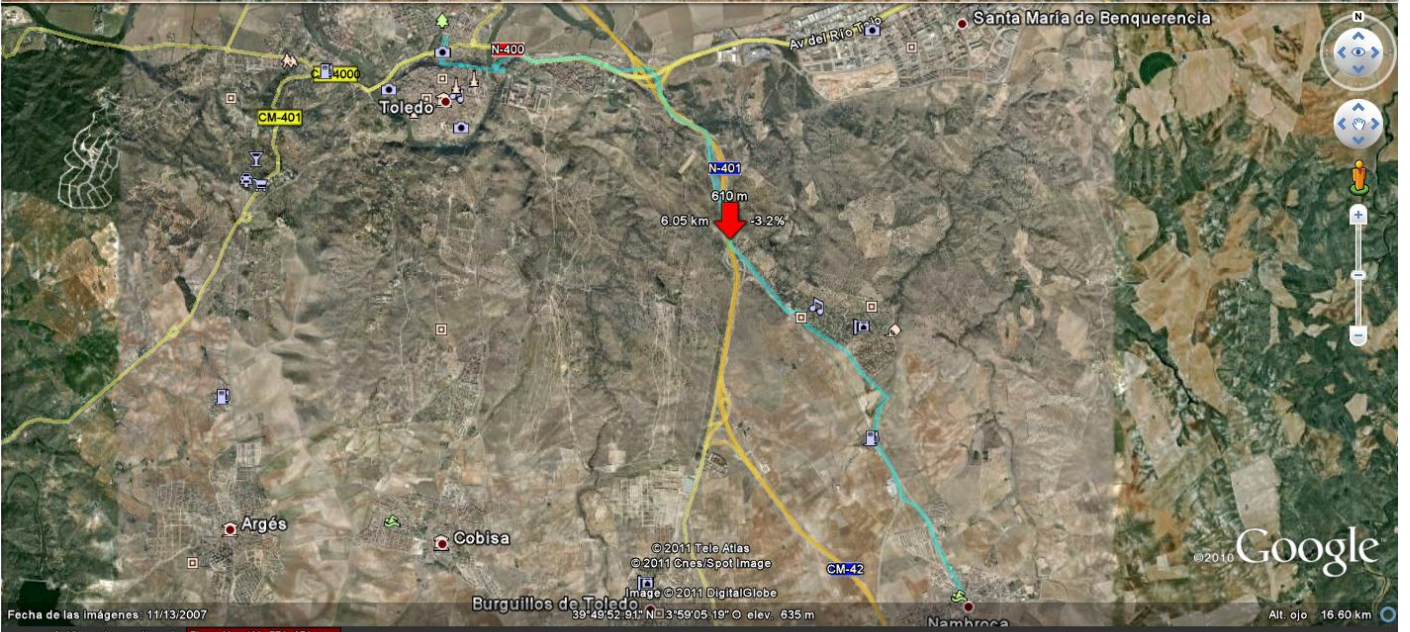 N
Santa María de Benquerencia
Av del Río Tajo
N-400
CM-4000
Toledo
CM-401
N-401
610 m
6.05 km
-3.2%
Argés
Cobisa
© 2011 Tele Atlas
© 2011 Cnes/Spot Image
Image © 2011 DigitalGlobe
©2010 Google
CM-42
Burguillos de Toledo
Nambroca
Fecha de las imágenes: 11/13/2007
39°49'52.91" N 3°59'05.19" O elev. 635 m
Alt. ojo 16.60 km